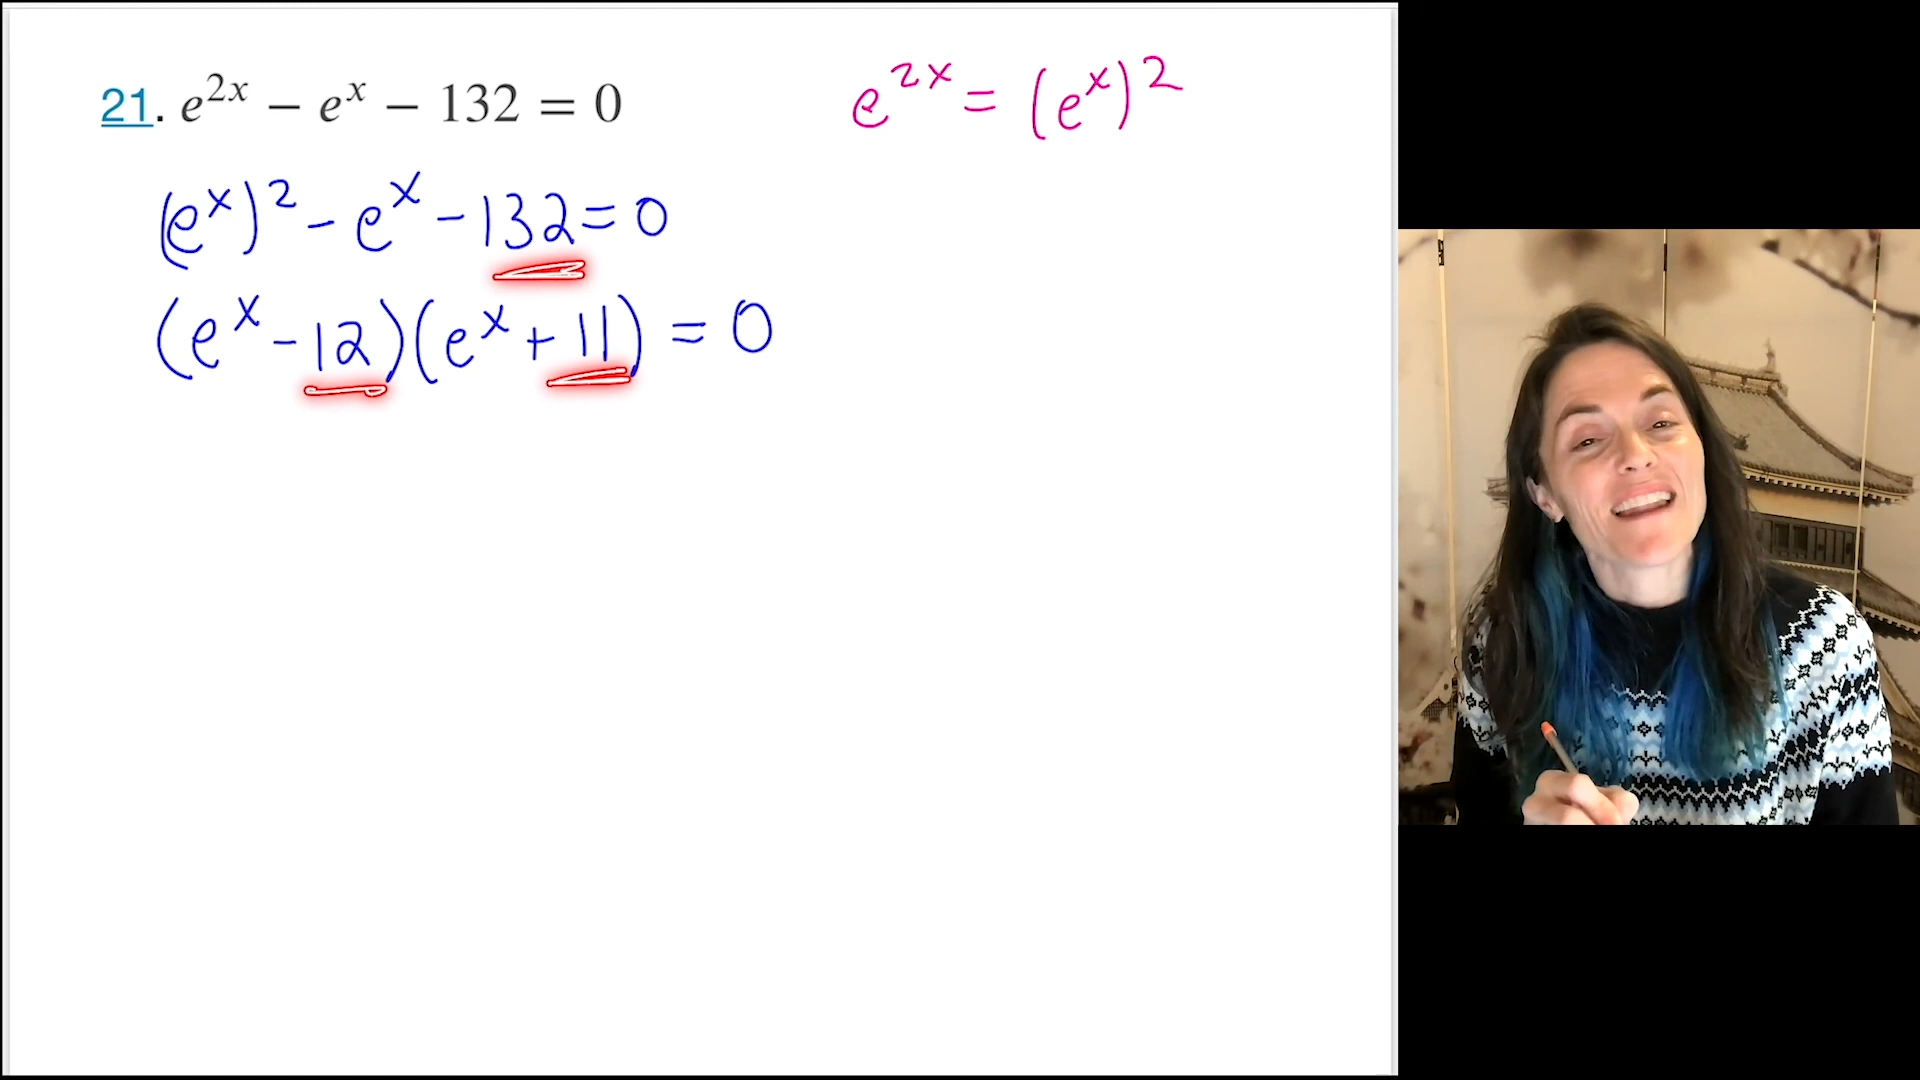 21. e^{2x} − e^x − 132 = 0
e^{2x} = (e^x)^2
(e^x)^2 - e^x - 132 = 0
(e^x - 12)(e^x + 11) = 0